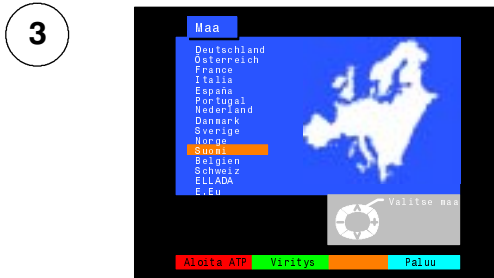 3
Maa
Deutschland
Österreich
France
Italia
España
Portugal
Nederland
Danmark
Sverige
Norge
Suomi
Belgien
Schweiz
ELLADA
E.Eu
Valitse maa
Aloita ATP Viritys Paluu